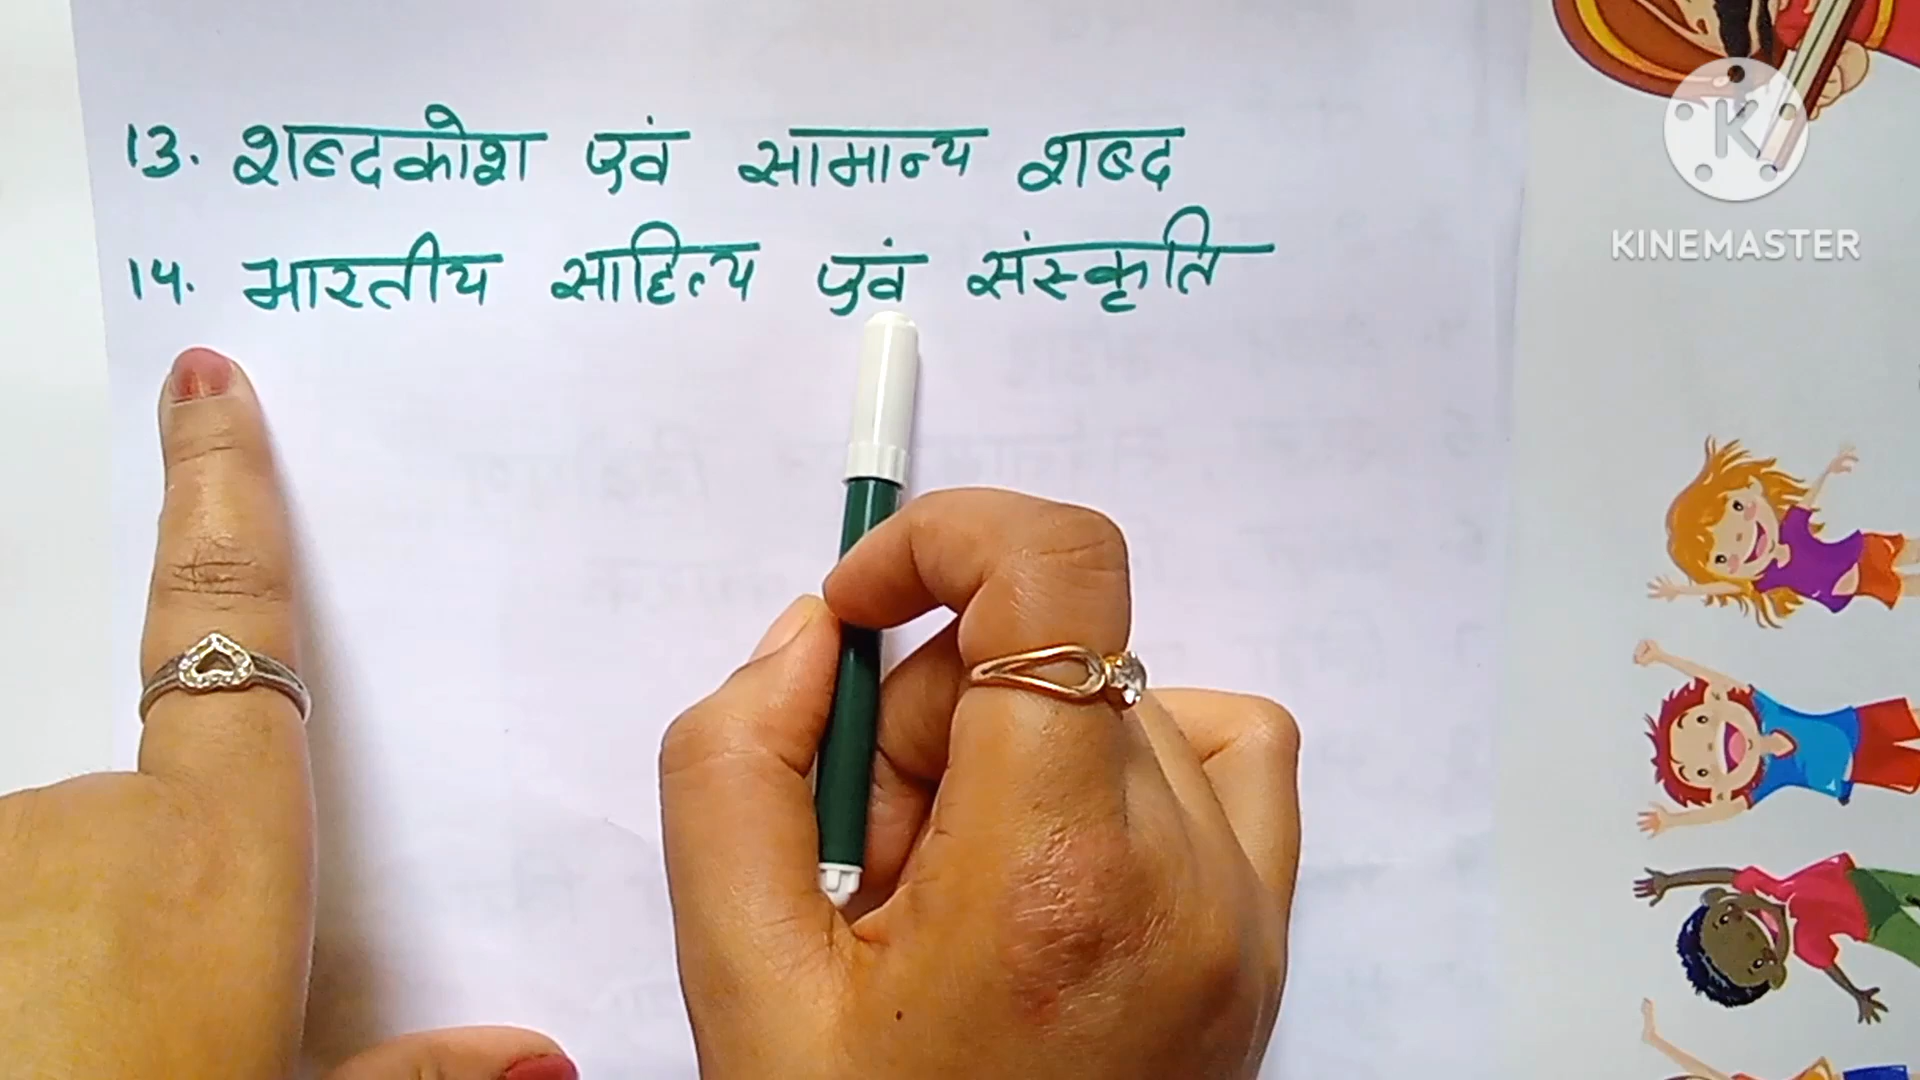 13. शब्दकोश एवं सामान्य शब्द
14. भारतीय साहित्य एवं संस्कृति
K
KINEMASTER